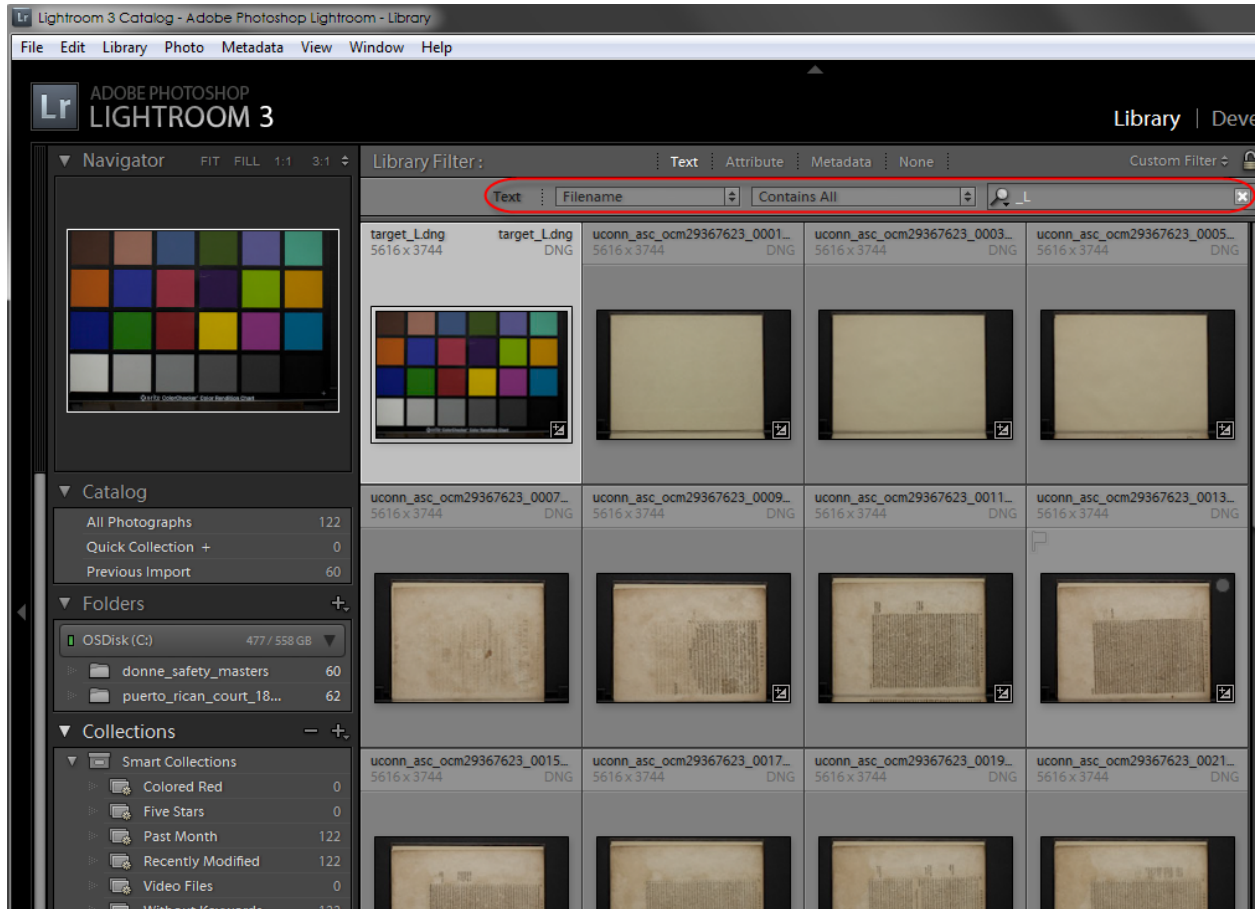 Lightroom 3 Catalog - Adobe Photoshop Lightroom - Library
File Edit Library Photo Metadata View Window Help
Lr ADOBE PHOTOSHOP
LIGHTROOM 3
Library | Deve
Navigator FIT FILL 1:1 3:1
Library Filter : Text Attribute Metadata None Custom Filter
Text Filename Contains All _L
target_L.dng target_L.dng
5616 x 3744 DNG
uconn_asc_ocm29367623_0001...
5616 x 3744 DNG
uconn_asc_ocm29367623_0003...
5616 x 3744 DNG
uconn_asc_ocm29367623_0005...
5616 x 3744 DNG
Catalog
All Photographs 122
Quick Collection + 0
Previous Import 60
Folders
OSDisk (C:) 477 / 558 GB
donne_safety_masters 60
puerto_rican_court_18... 62
Collections
Smart Collections
Colored Red 0
Five Stars 0
Past Month 122
Recently Modified 122
Video Files 0
Without Keywords 122
uconn_asc_ocm29367623_0007...
5616 x 3744 DNG
uconn_asc_ocm29367623_0009...
5616 x 3744 DNG
uconn_asc_ocm29367623_0011...
5616 x 3744 DNG
uconn_asc_ocm29367623_0013...
5616 x 3744 DNG
uconn_asc_ocm29367623_0015...
5616 x 3744 DNG
uconn_asc_ocm29367623_0017...
5616 x 3744 DNG
uconn_asc_ocm29367623_0019...
5616 x 3744 DNG
uconn_asc_ocm29367623_0021...
5616 x 3744 DNG